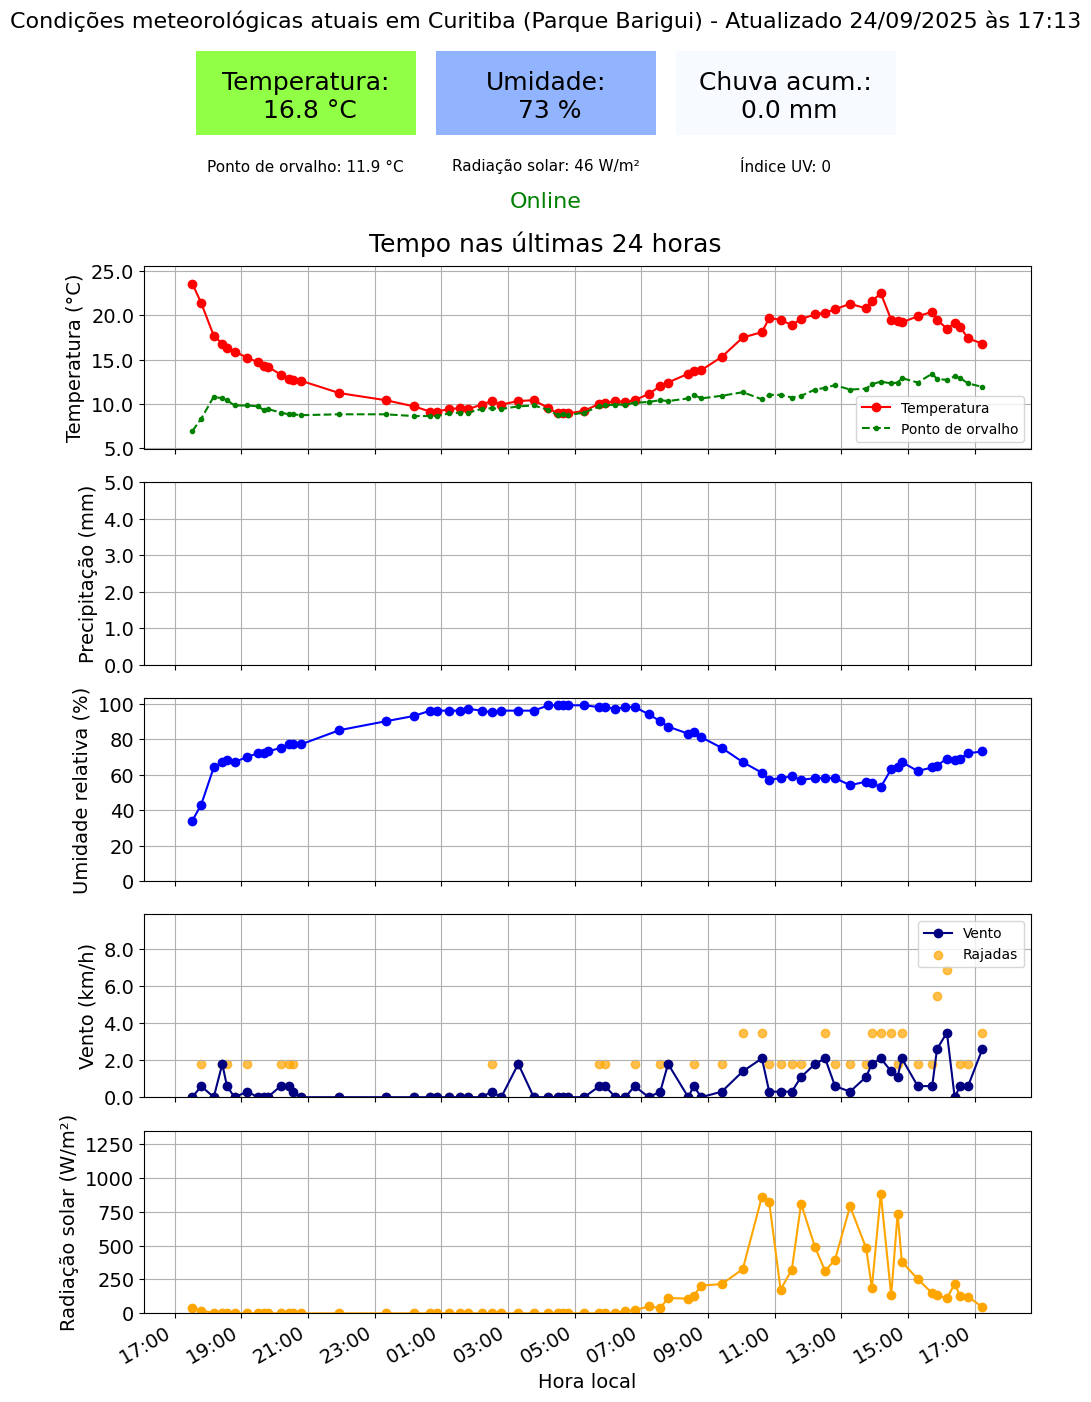 Condições meteorológicas atuais em Curitiba (Parque Barigui) - Atualizado 24/09/2025 às 17:13
Temperatura:
16.8 °C
Umidade:
73 %
Chuva acum.:
0.0 mm
Ponto de orvalho: 11.9 °C
Radiação solar: 46 W/m²
Índice UV: 0
Online
Tempo nas últimas 24 horas
Temperatura (°C)
25.0
20.0
15.0
10.0
5.0
Temperatura
Ponto de orvalho
Precipitação (mm)
5.0
4.0
3.0
2.0
1.0
0.0
Umidade relativa (%)
100
80
60
40
20
0
Vento (km/h)
8.0
6.0
4.0
2.0
0.0
Vento
Rajadas
Radiação solar (W/m²)
1250
1000
750
500
250
0
17:00
19:00
21:00
23:00
01:00
03:00
05:00
07:00
09:00
11:00
13:00
15:00
17:00
Hora local